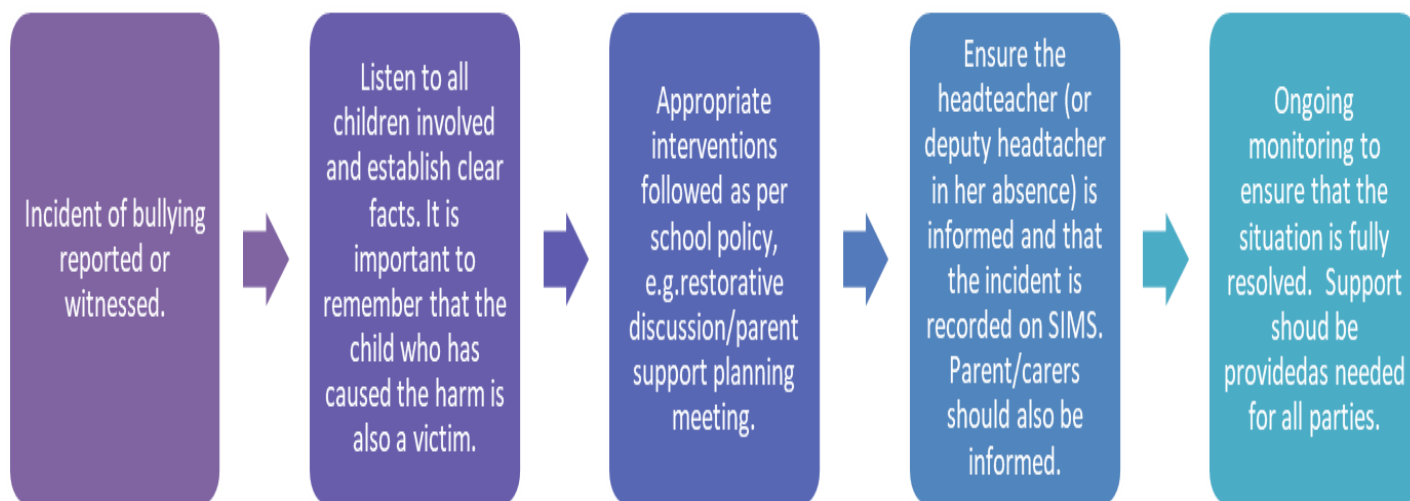 Incident of bullying
reported or
witnessed.
Listen to all
children involved
and establish clear
facts. It is
important to
remember that the
child who has
caused the harm is
also a victim.
Appropriate
interventions
followed as per
school policy,
e.g.restorative
discussion/parent
support planning
meeting.
Ensure the
headteacher (or
deputy headtacher
in her absence) is
informed and that
the incident is
recorded on SIMS.
Parent/carers
should also be
informed.
Ongoing
monitoring to
ensure that the
situation is fully
resolved.  Support
shoud be
providedas needed
for all parties.